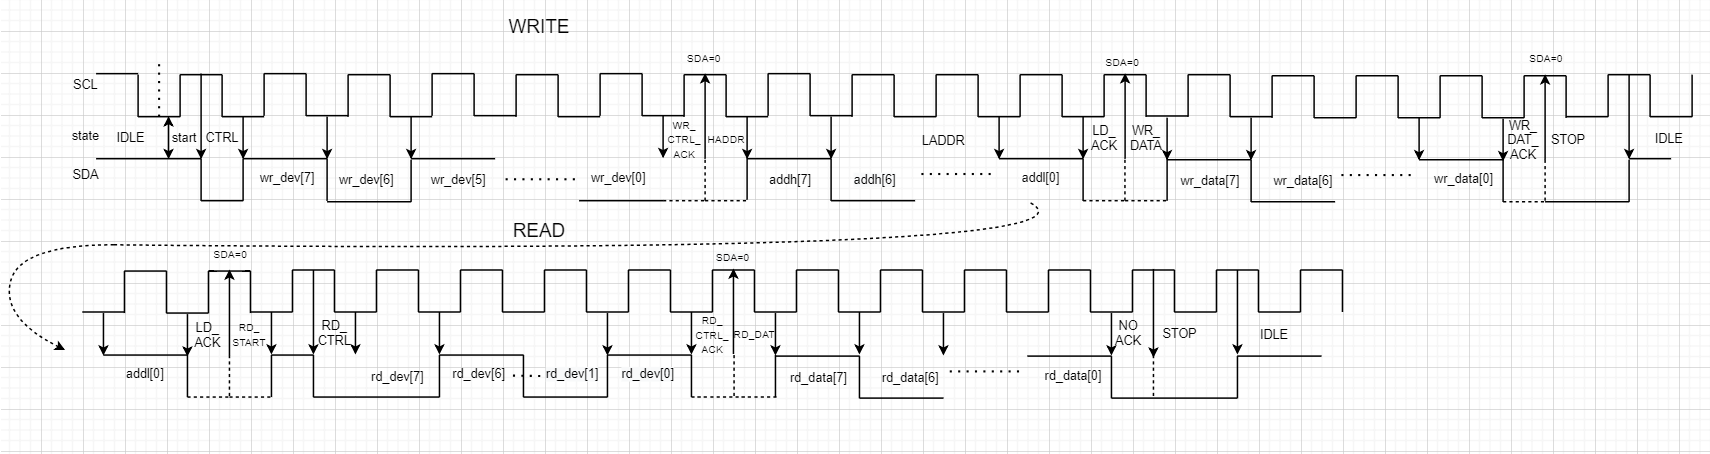 WRITE
SDA=0
SDA=0
SDA=0
SCL
state
IDLE
start
CTRL
WR_
CTRL_
ACK
HADDR
LADDR
LD_
ACK
WR_
DATA
WR_
DAT_
ACK
STOP
IDLE
SDA
wr_dev[7]
wr_dev[6]
wr_dev[5]
wr_dev[0]
addh[7]
addh[6]
addl[0]
wr_data[7]
wr_data[6]
wr_data[0]
READ
SDA=0
SDA=0
LD_
ACK
RD_
START
RD_
CTRL
RD_
CTRL_
ACK
RD_DAT
NO
ACK
STOP
IDLE
addl[0]
rd_dev[7]
rd_dev[6]
rd_dev[1]
rd_dev[0]
rd_data[7]
rd_data[6]
rd_data[0]